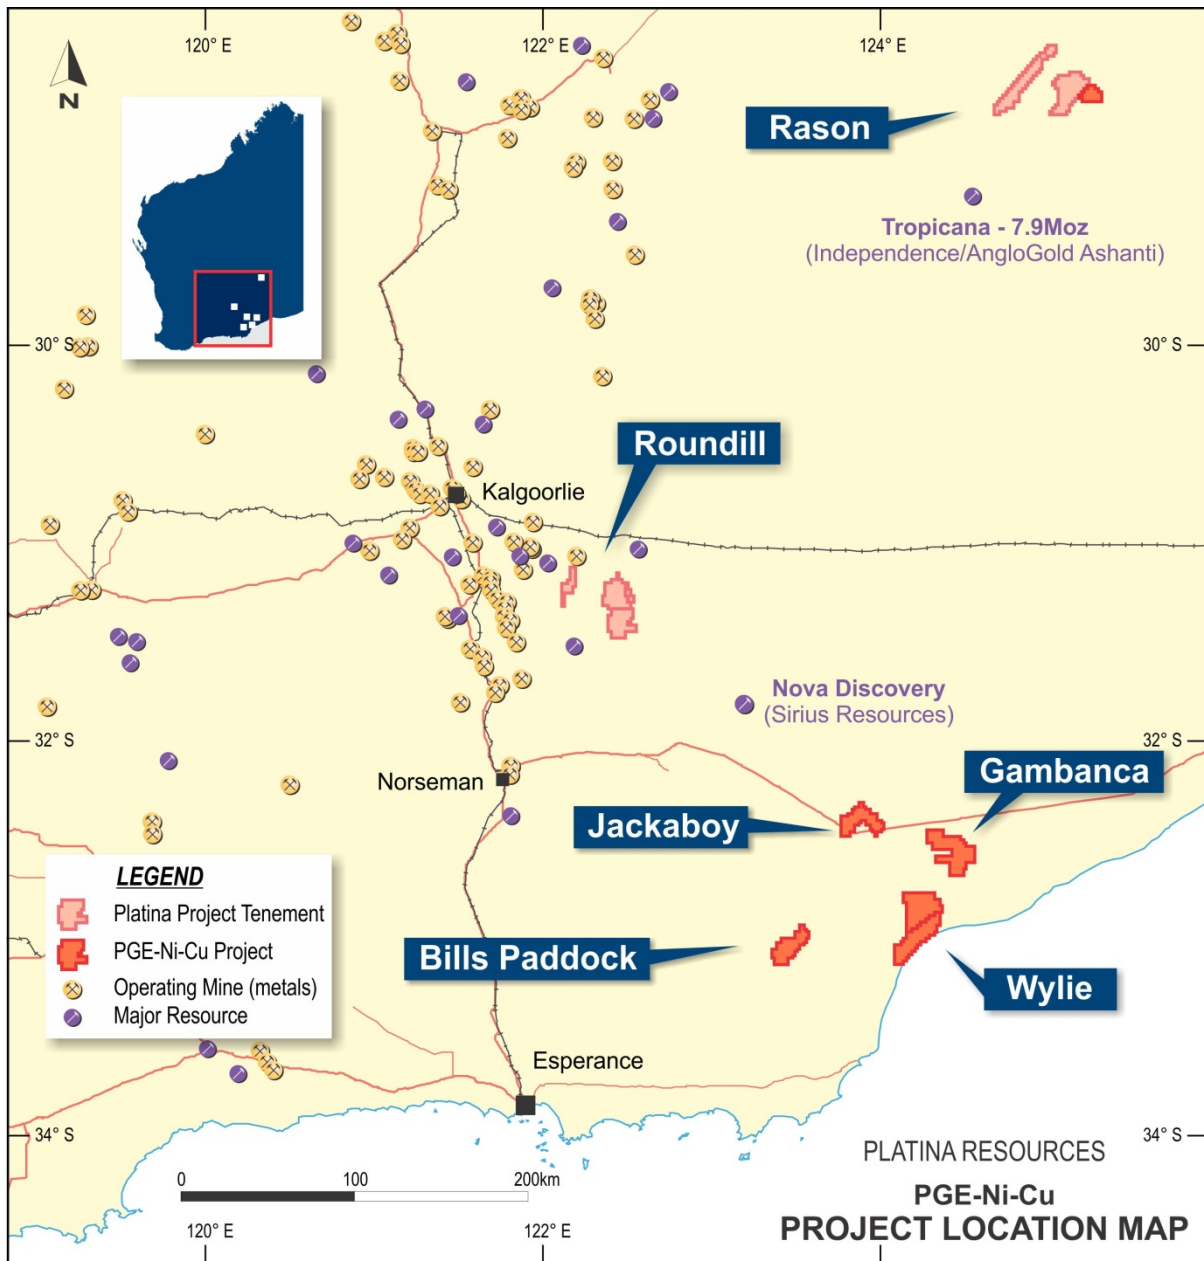 120° E
122° E
124° E
N
Rason
Tropicana - 7.9Moz
(Independence/AngloGold Ashanti)
30° S
30° S
Roundill
Kalgoorlie
Nova Discovery
(Sirius Resources)
32° S
32° S
Norseman
Gambanca
Jackaboy
LEGEND
Platina Project Tenement
PGE-Ni-Cu Project
Operating Mine (metals)
Major Resource
Bills Paddock
Wylie
Esperance
34° S
34° S
0 100 200km
PLATINA RESOURCES
PGE-Ni-Cu
PROJECT LOCATION MAP
120° E
122° E